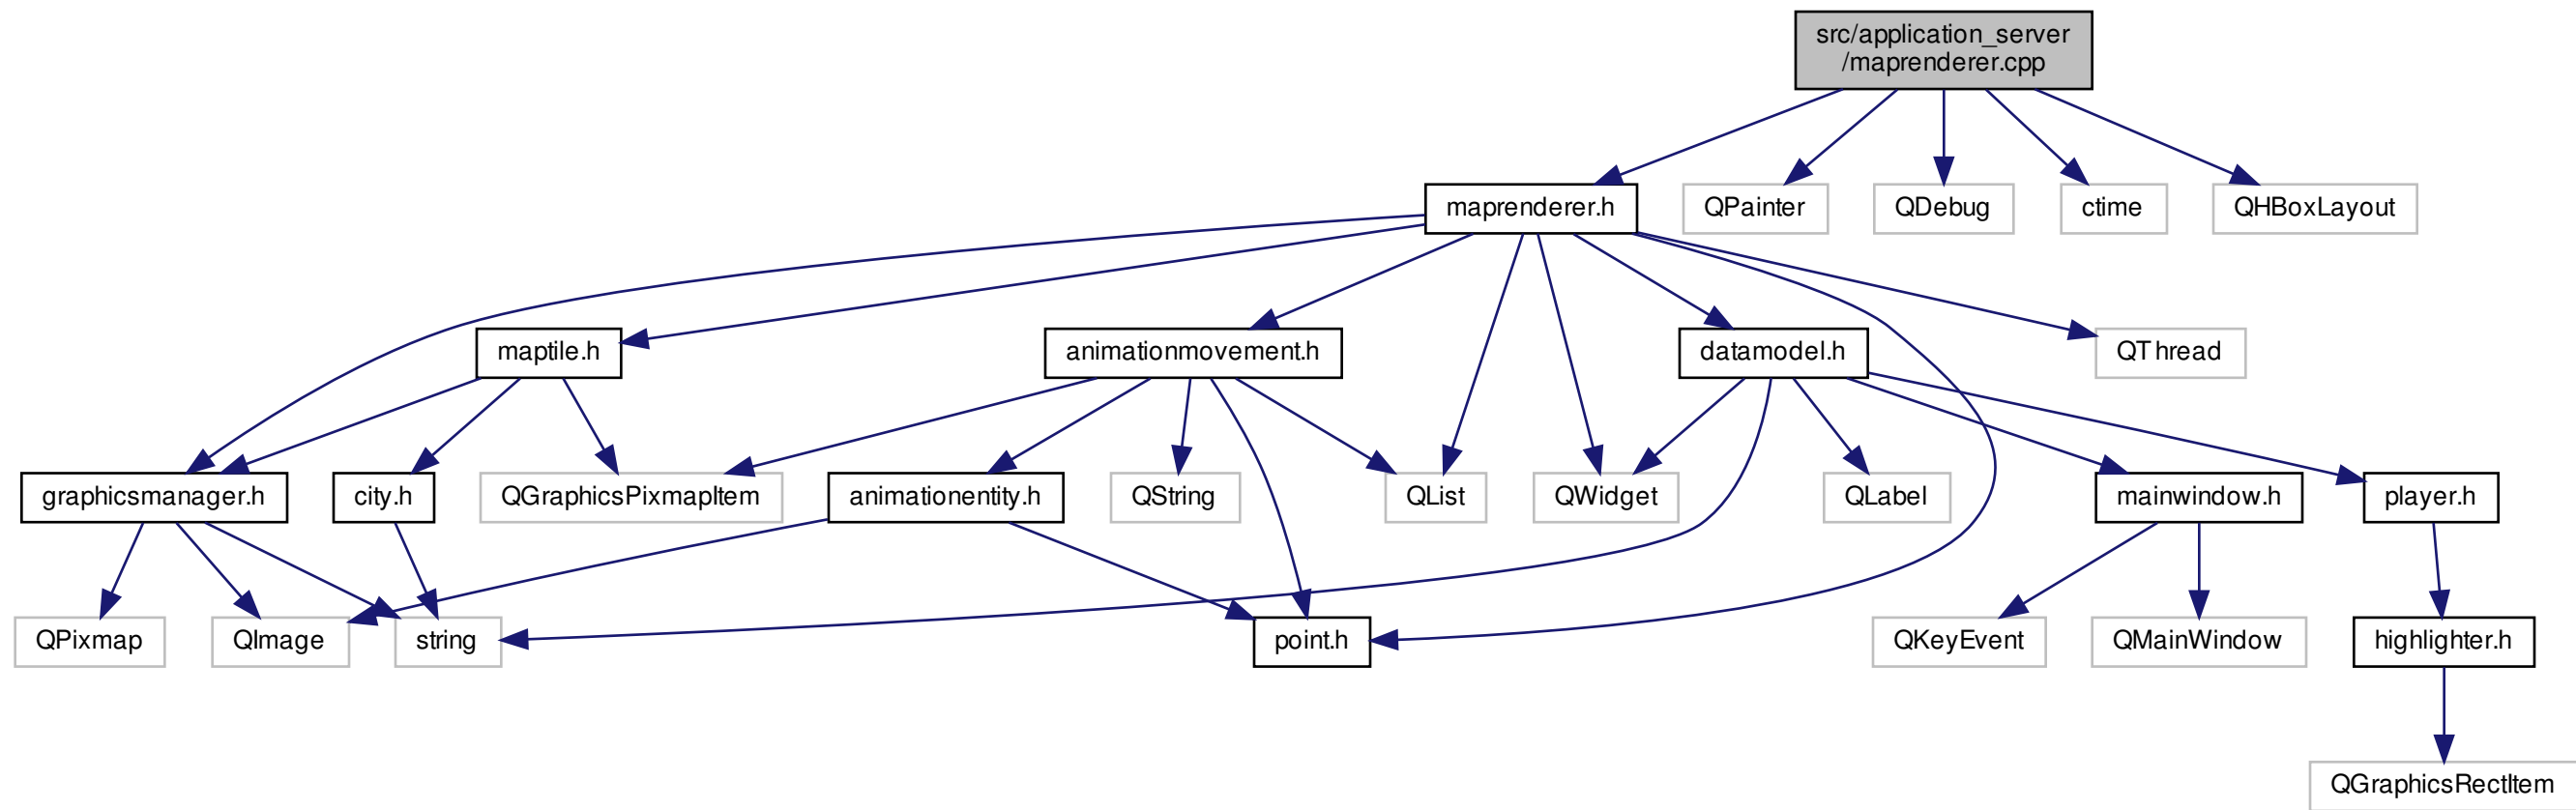 src/application_server
/maprenderer.cpp
maprenderer.h
QPainter
QDebug
ctime
QHBoxLayout
maptile.h
animationmovement.h
datamodel.h
QThread
graphicsmanager.h
city.h
QGraphicsPixmapItem
animationentity.h
QString
QList
QWidget
QLabel
mainwindow.h
player.h
QPixmap
QImage
string
point.h
QKeyEvent
QMainWindow
highlighter.h
QGraphicsRectItem